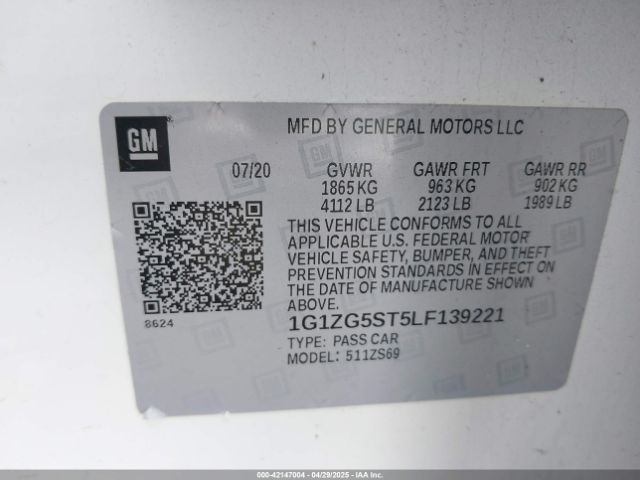 GM
MFD BY GENERAL MOTORS LLC
07/20 GVWR GAWR FRT GAWR RR
1865 KG 963 KG 902 KG
4112 LB 2123 LB 1989 LB
THIS VEHICLE CONFORMS TO ALL
APPLICABLE U.S. FEDERAL MOTOR
VEHICLE SAFETY, BUMPER, AND THEFT
PREVENTION STANDARDS IN EFFECT ON
THE DATE OF MANUFACTURE SHOWN
ABOVE.
8624
1G1ZG5ST5LF139221
TYPE: PASS CAR
MODEL: 511ZS69
000-42147004 - 04/29/2025 - IAA Inc.